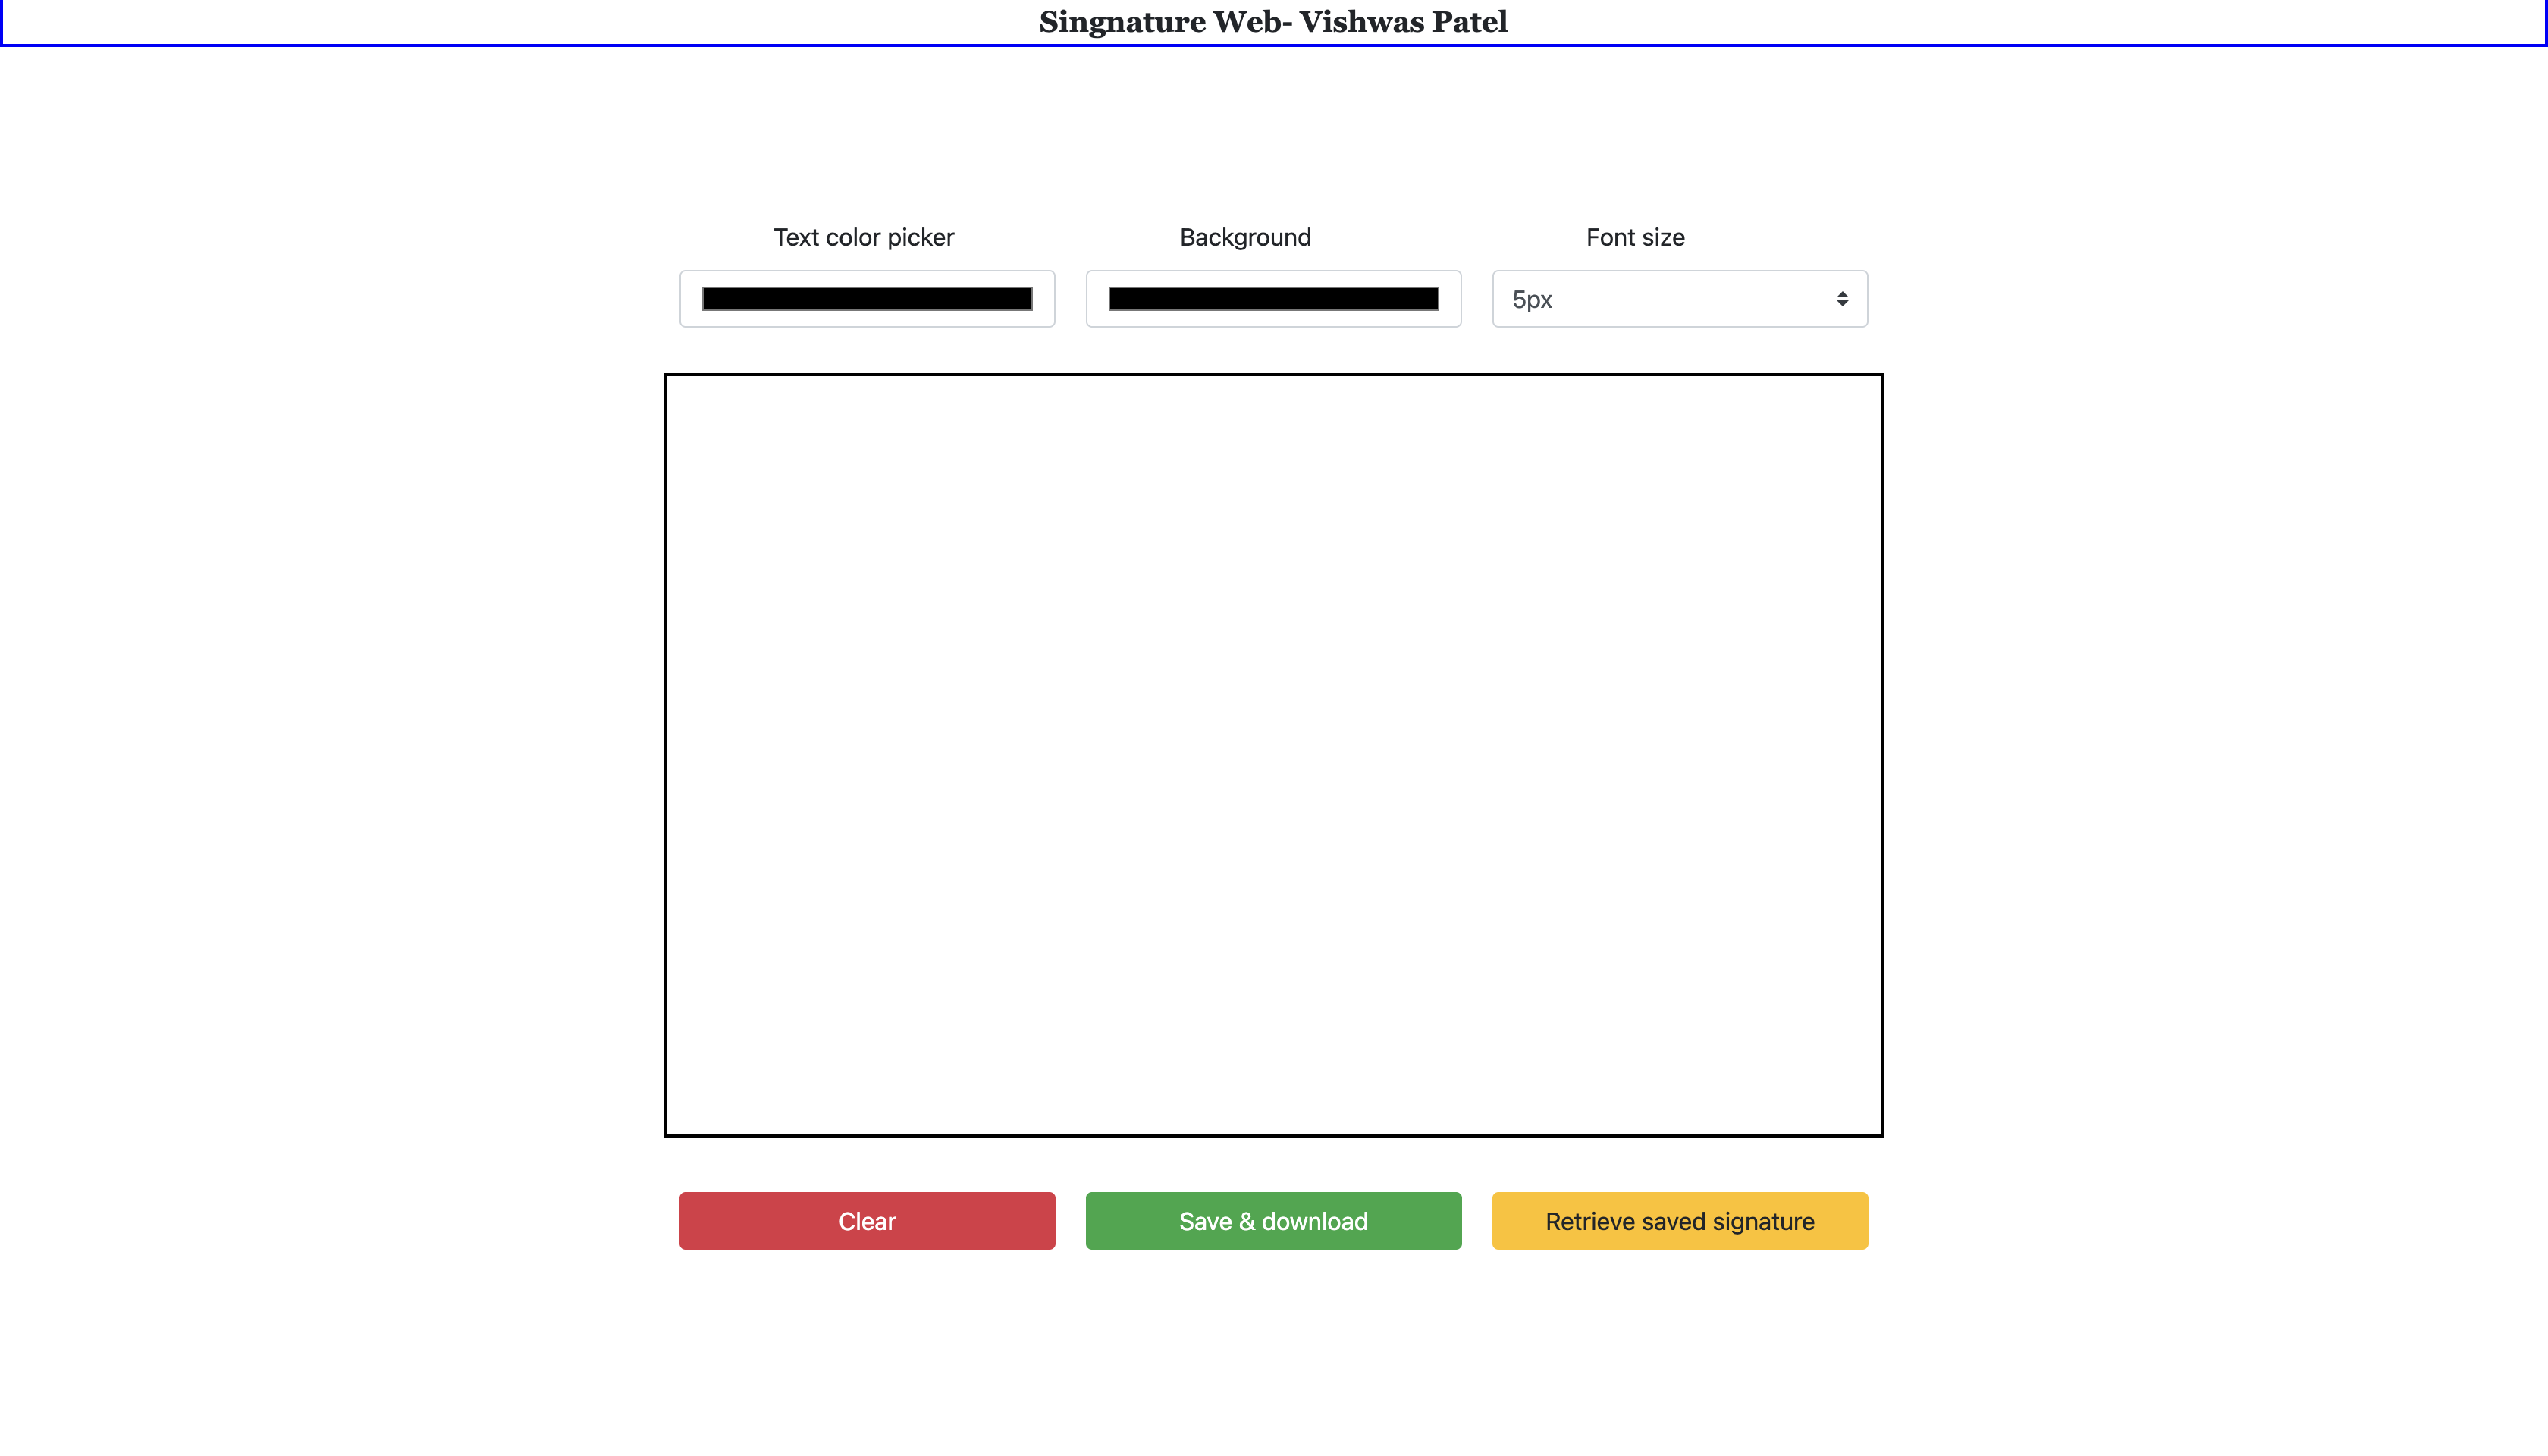 Singnature Web- Vishwas Patel
Text color picker
Background
Font size
5px
Clear
Save & download
Retrieve saved signature